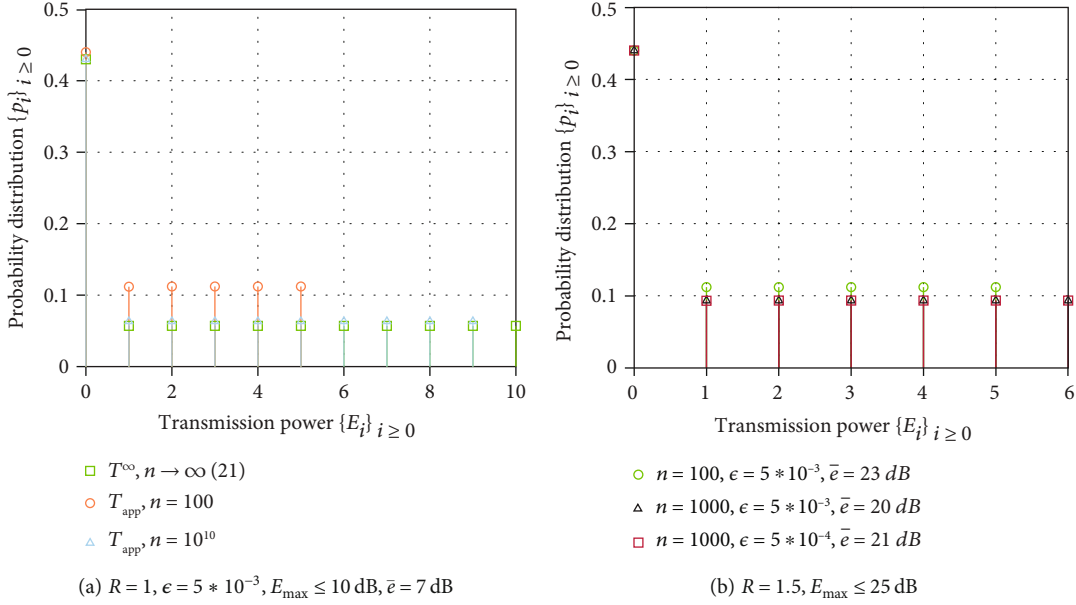 0.5
0.4
0.3
0.2
0.1
0
Probability distribution {p_i} i ≥ 0
0 2 4 6 8 10
Transmission power {E_i} i ≥ 0
T^∞, n → ∞ (21)
T_app, n = 100
T_app, n = 10^10
(a) R = 1, ϵ = 5 * 10^−3, E_max ≤ 10 dB, e̅ = 7 dB
0.5
0.4
0.3
0.2
0.1
0
Probability distribution {p_i} i ≥ 0
0 1 2 3 4 5 6
Transmission power {E_i} i ≥ 0
n = 100, ϵ = 5 * 10^−3, e̅ = 23 dB
n = 1000, ϵ = 5 * 10^−3, e̅ = 20 dB
n = 1000, ϵ = 5 * 10^−4, e̅ = 21 dB
(b) R = 1.5, E_max ≤ 25 dB